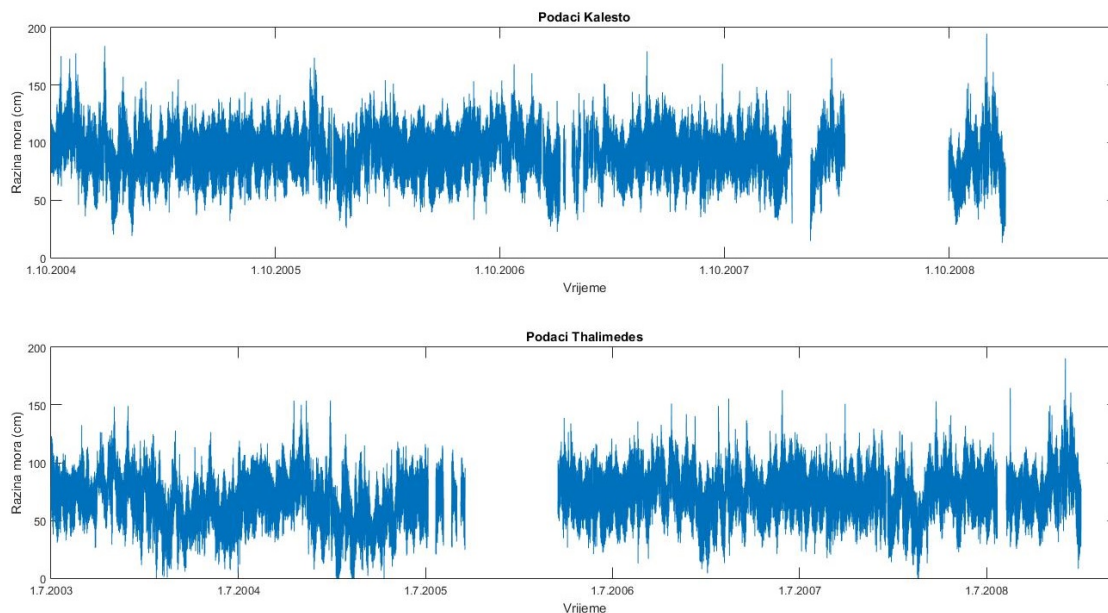 Podaci Kalesto
200
150
100
50
0
Razina mora (cm)
1.10.2004 1.10.2005 1.10.2006 1.10.2007 1.10.2008
Vrijeme
Podaci Thalimedes
200
150
100
50
0
Razina mora (cm)
1.7.2003 1.7.2004 1.7.2005 1.7.2006 1.7.2007 1.7.2008
Vrijeme